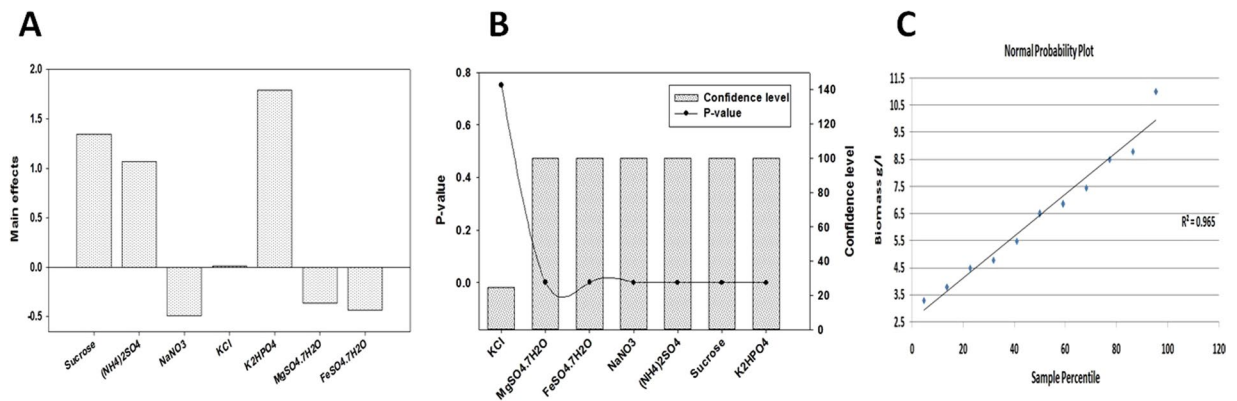 A
Main effects
2.0
1.5
1.0
0.5
0.0
-0.5
Sucrose
(NH4)2SO4
NaNO3
KCl
K2HPO4
MgSO4.7H2O
FeSO4.7H2O
B
P-value
0.8
0.6
0.4
0.2
0.0
Confidence level
P-value
140
120
100
80
60
40
20
0
Confidence level
KCl
MgSO4.7H2O
FeSO4.7H2O
NaNO3
(NH4)2SO4
Sucrose
K2HPO4
C
Normal Probability Plot
Biomass g/l
11.5
10.5
9.5
8.5
7.5
6.5
5.5
4.5
3.5
2.5
R² = 0.965
0 20 40 60 80 100 120
Sample Percentile